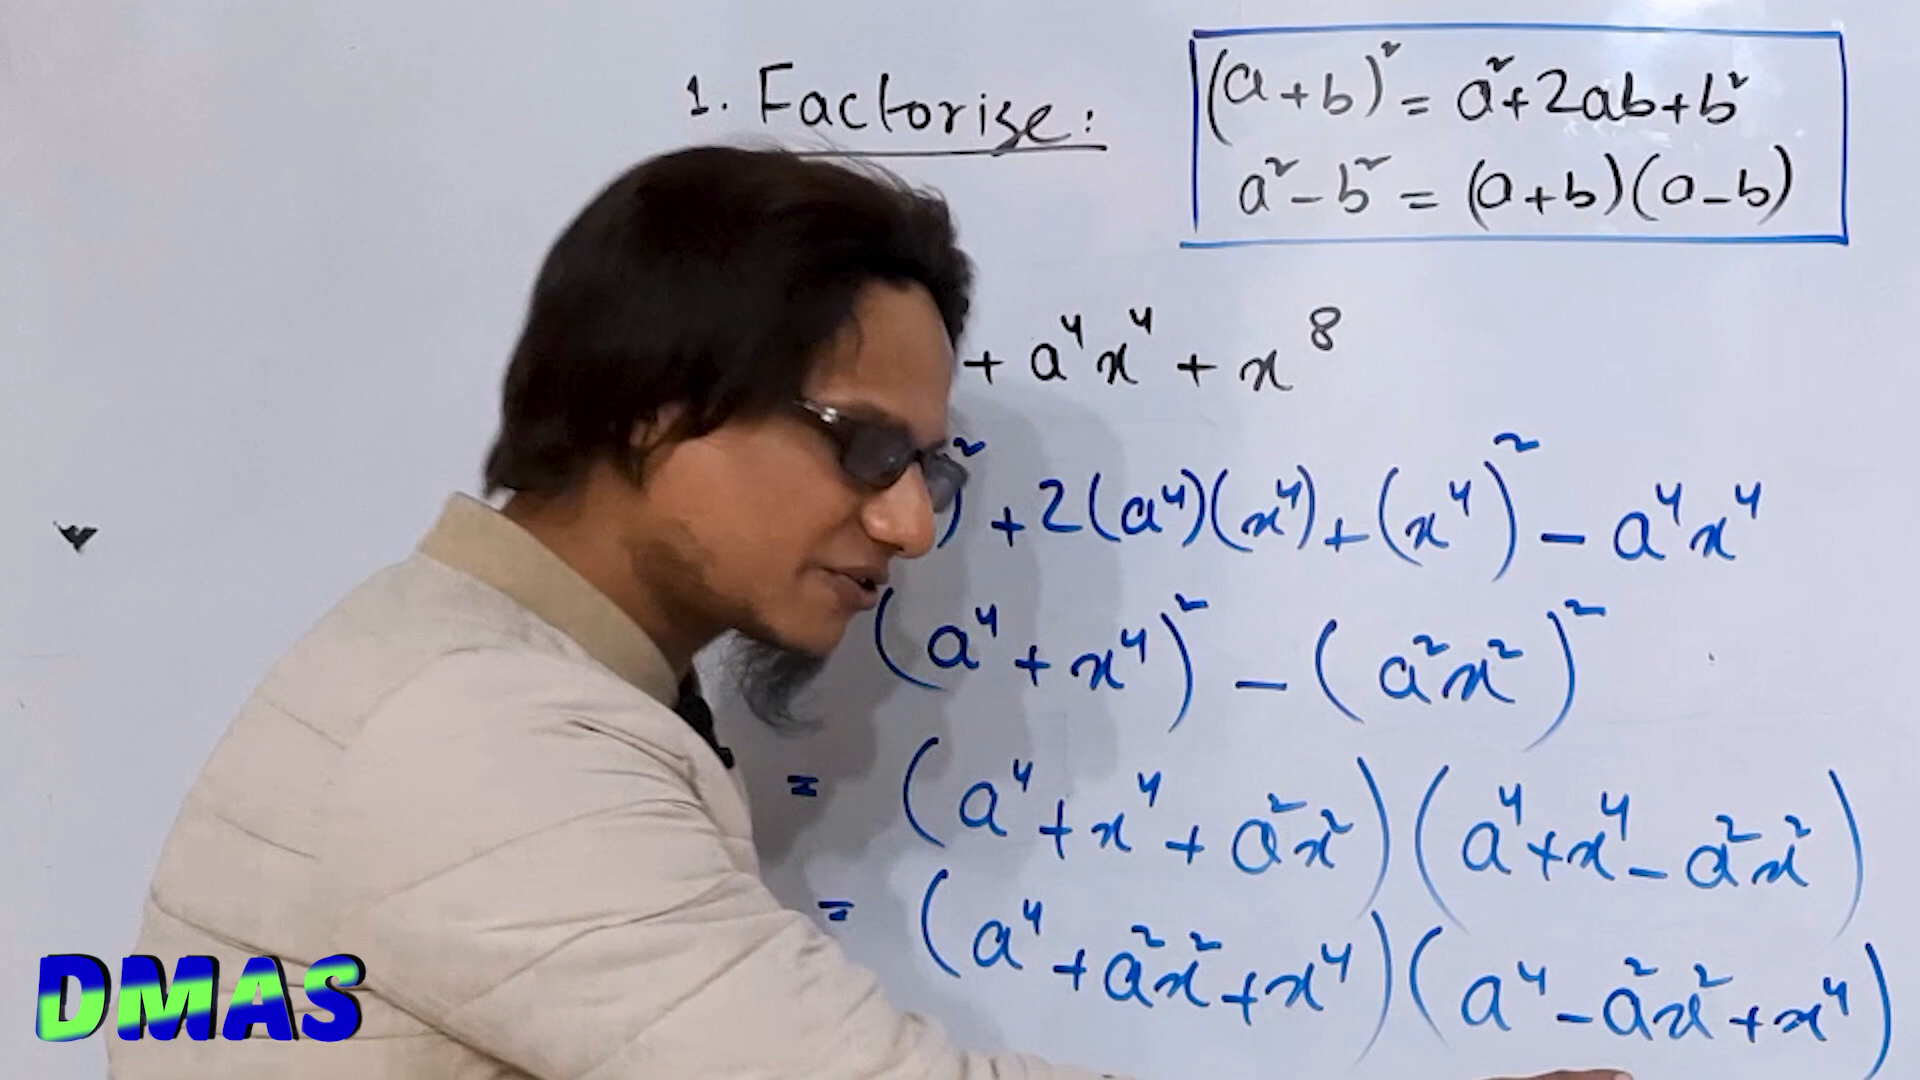 1. Factorise:
(a+b)² = a²+2ab+b²
a²-b² = (a+b)(a-b)
+ a⁴x⁴ + x⁸
)² + 2(a⁴)(x⁴) + (x⁴)² - a⁴x⁴
(a⁴ + x⁴)² - (a²x²)²
= (a⁴ + x⁴ + a²x²)(a⁴ + x⁴ - a²x²)
= (a⁴ + a²x² + x⁴)(a⁴ - a²x² + x⁴)
DMAS